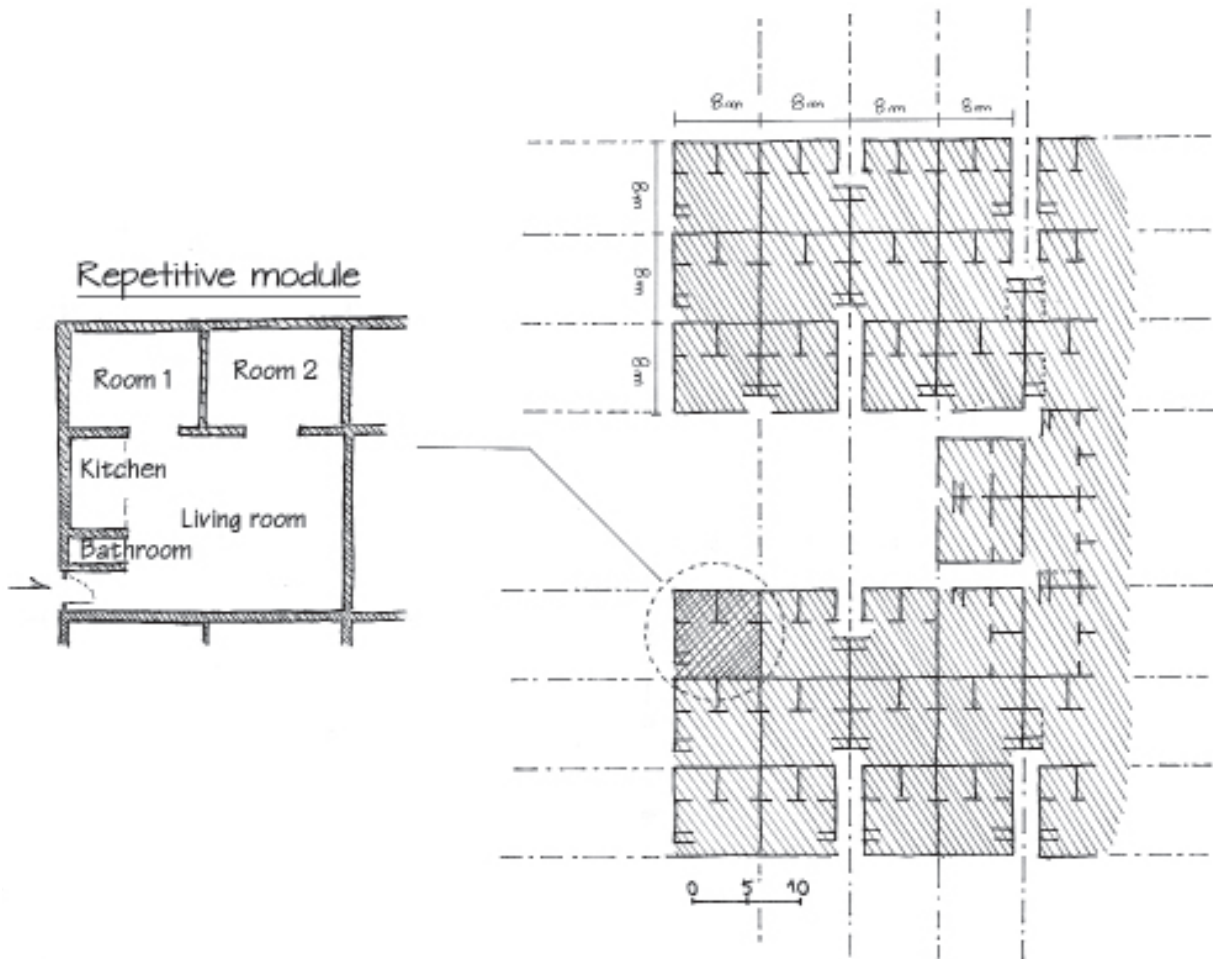 8m 8m 8m 8m
8m
8m
8m
Repetitive module
Room 1 Room 2
Kitchen
Living room
Bathroom
0 5 10